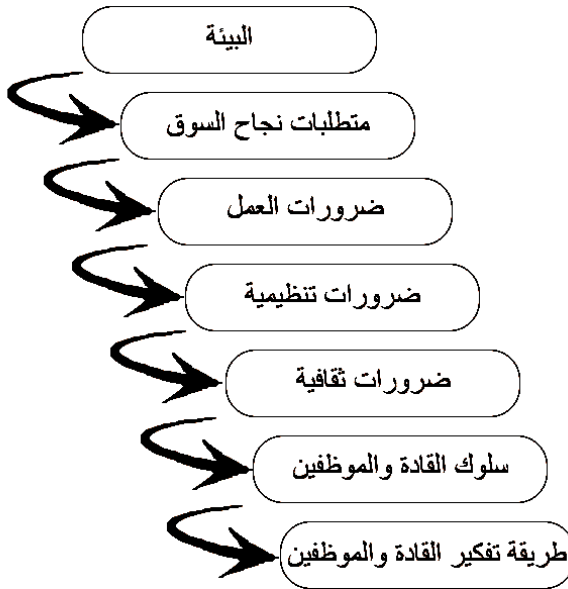 البيئة
متطلبات نجاح السوق
ضرورات العمل
ضرورات تنظيمية
ضرورات ثقافية
سلوك القادة والموظفين
طريقة تفكير القادة والموظفين